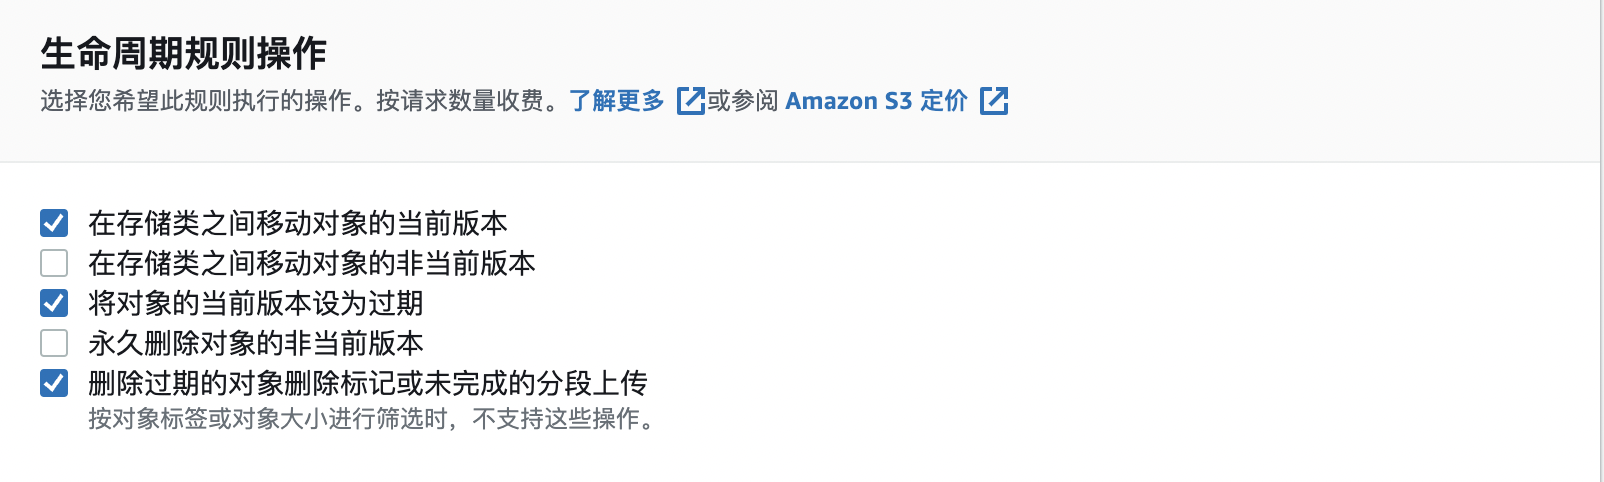 生命周期规则操作
选择您希望此规则执行的操作。按请求数量收费。了解更多 或参阅 Amazon S3 定价
在存储类之间移动对象的当前版本
在存储类之间移动对象的非当前版本
将对象的当前版本设为过期
永久删除对象的非当前版本
删除过期的对象删除标记或未完成的分段上传
按对象标签或对象大小进行筛选时，不支持这些操作。